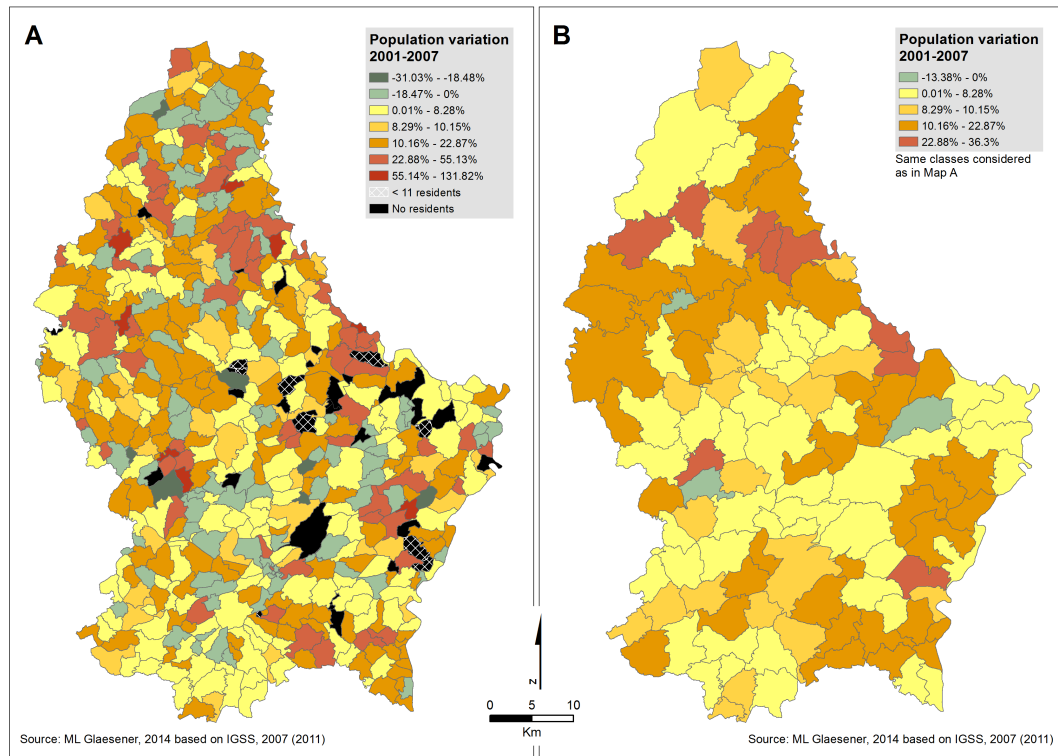 A
Population variation
2001-2007
-31.03% - -18.48%
-18.47% - 0%
0.01% - 8.28%
8.29% - 10.15%
10.16% - 22.87%
22.88% - 55.13%
55.14% - 131.82%
< 11 residents
No residents
Source: ML Glaesener, 2014 based on IGSS, 2007 (2011)
N
0 5 10
Km
B
Population variation
2001-2007
-13.38% - 0%
0.01% - 8.28%
8.29% - 10.15%
10.16% - 22.87%
22.88% - 36.3%
Same classes considered
as in Map A
Source: ML Glaesener, 2014 based on IGSS, 2007 (2011)